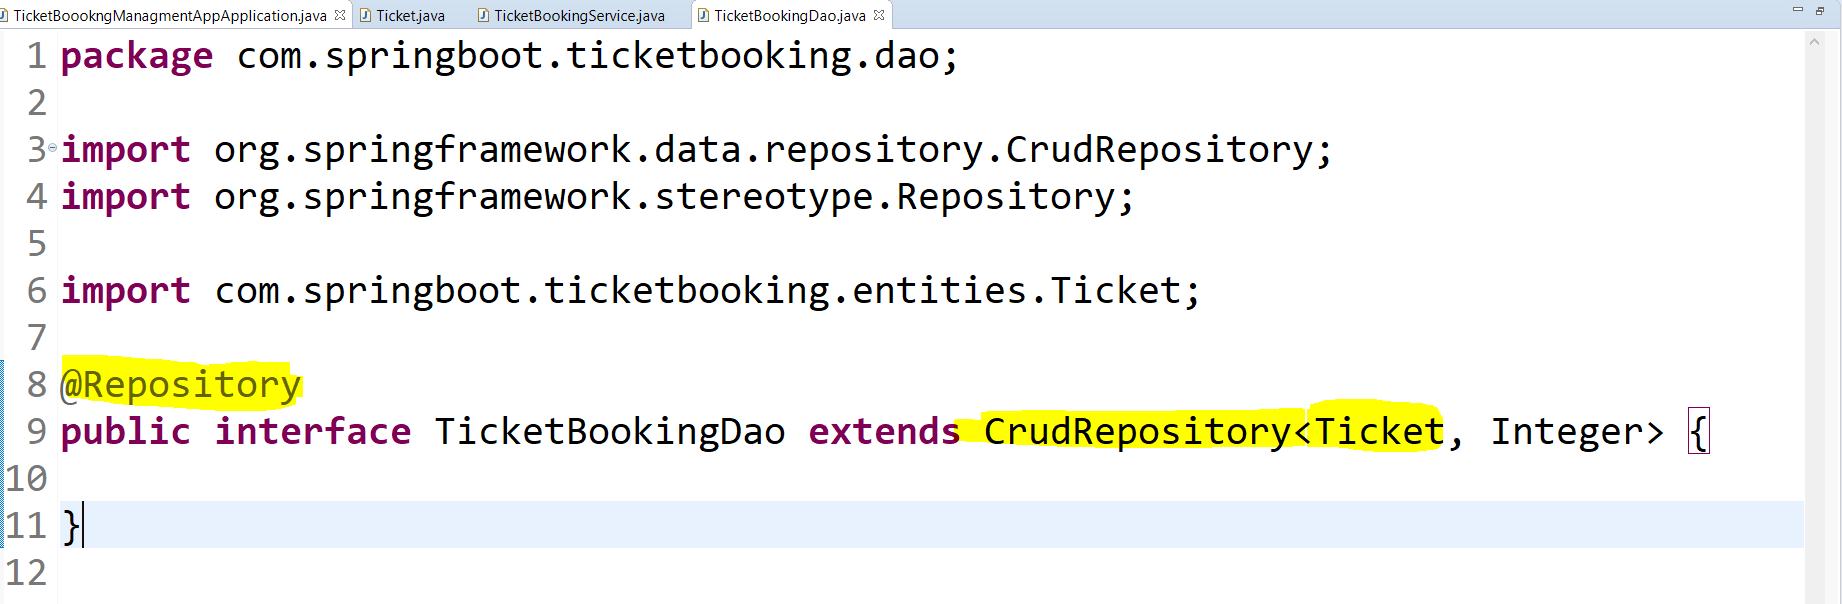 TicketBoookngManagmentAppApplication.java Ticket.java TicketBookingService.java TicketBookingDao.java
1 package com.springboot.ticketbooking.dao;
2
3 import org.springframework.data.repository.CrudRepository;
4 import org.springframework.stereotype.Repository;
5
6 import com.springboot.ticketbooking.entities.Ticket;
7
8 @Repository
9 public interface TicketBookingDao extends CrudRepository<Ticket, Integer> {
10
11 }
12